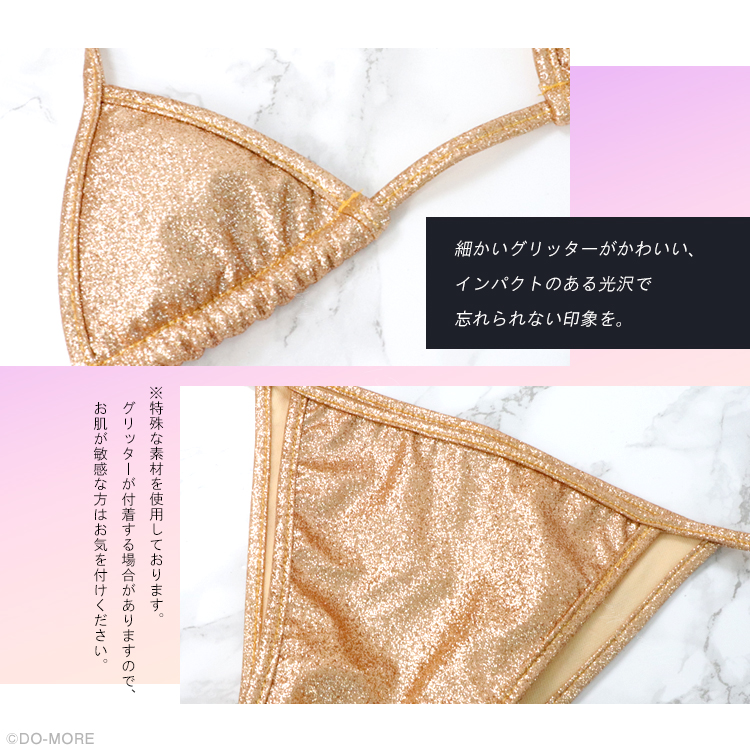 細かいグリッターがかわいい、
インパクトのある光沢で
忘れられない印象を。
※特殊な素材を使用しております。
グリッターが付着する場合がありますので、
お肌が敏感な方はお気を付けください。
©DO-MORE